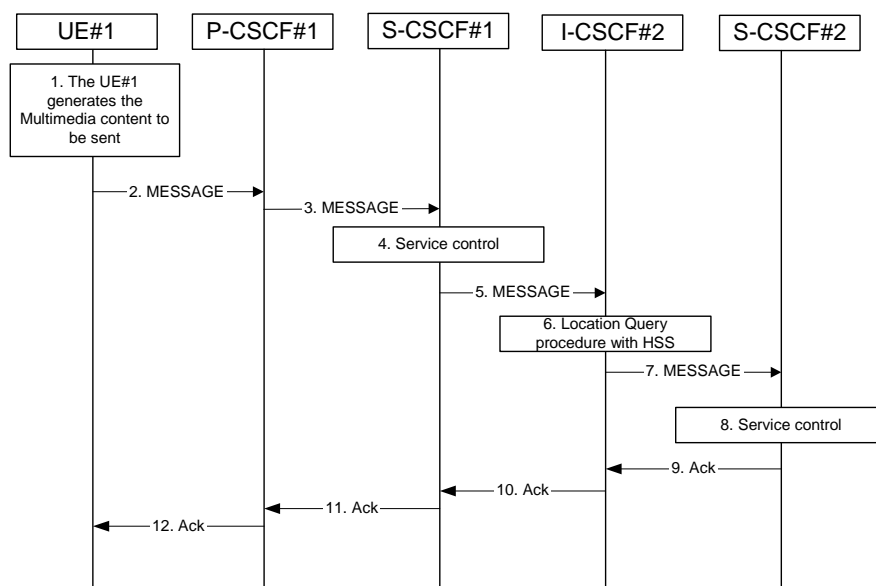 UE#1
P-CSCF#1
S-CSCF#1
I-CSCF#2
S-CSCF#2
1. The UE#1
generates the
Multimedia content to
be sent
2. MESSAGE
3. MESSAGE
4. Service control
5. MESSAGE
6. Location Query
procedure with HSS
7. MESSAGE
8. Service control
9. Ack
10. Ack
11. Ack
12. Ack